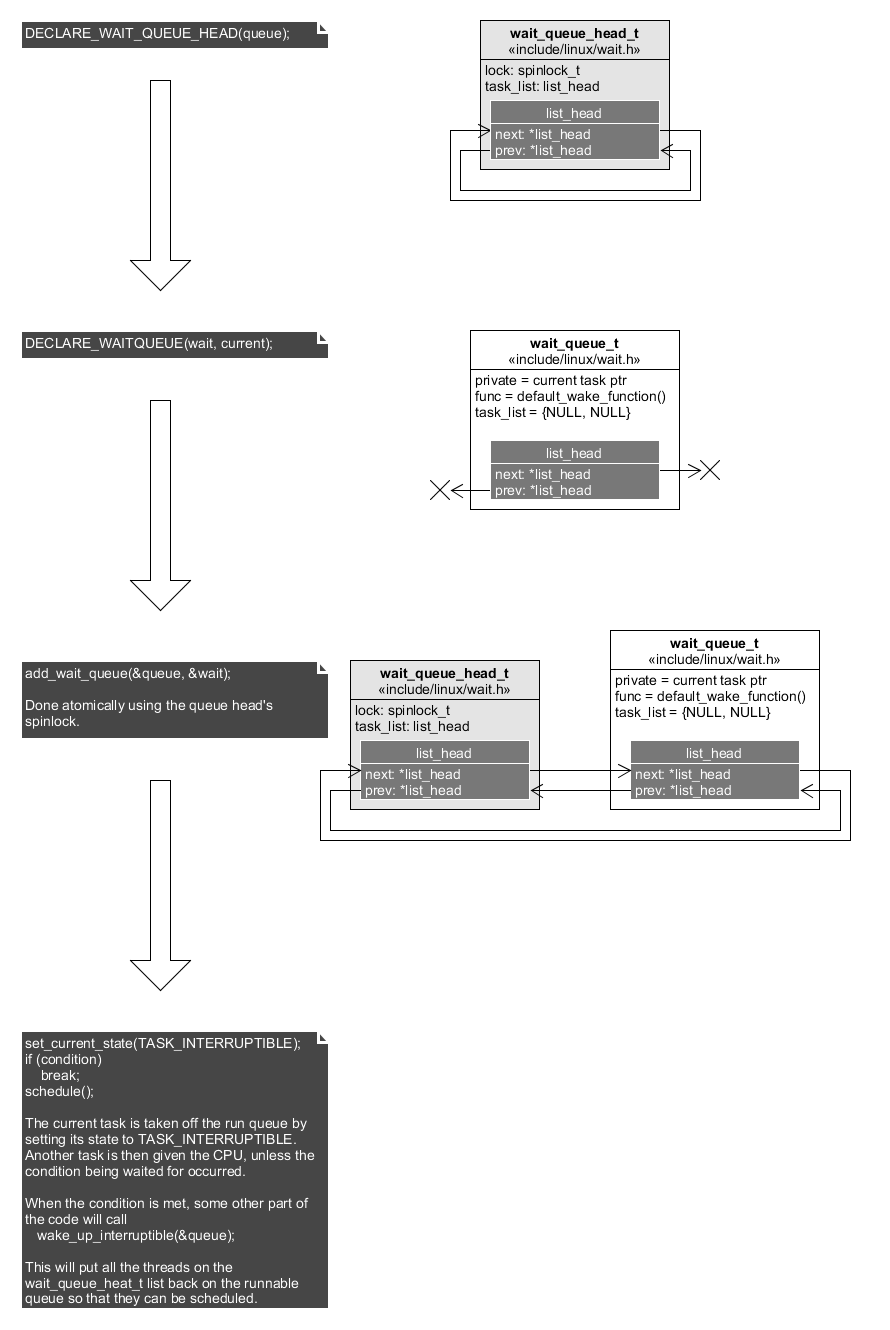 DECLARE_WAIT_QUEUE_HEAD(queue);
wait_queue_head_t
«include/linux/wait.h»
lock: spinlock_t
task_list: list_head
list_head
next: *list_head
prev: *list_head
DECLARE_WAITQUEUE(wait, current);
wait_queue_t
«include/linux/wait.h»
private = current task ptr
func = default_wake_function()
task_list = {NULL, NULL}
list_head
next: *list_head
prev: *list_head
add_wait_queue(&queue, &wait);
Done atomically using the queue head's
spinlock.
wait_queue_head_t
«include/linux/wait.h»
lock: spinlock_t
task_list: list_head
list_head
next: *list_head
prev: *list_head
wait_queue_t
«include/linux/wait.h»
private = current task ptr
func = default_wake_function()
task_list = {NULL, NULL}
list_head
next: *list_head
prev: *list_head
set_current_state(TASK_INTERRUPTIBLE);
if (condition)
break;
schedule();
The current task is taken off the run queue by
setting its state to TASK_INTERRUPTIBLE.
Another task is then given the CPU, unless the
condition being waited for occurred.
When the condition is met, some other part of
the code will call
wake_up_interruptible(&queue);
This will put all the threads on the
wait_queue_heat_t list back on the runnable
queue so that they can be scheduled.